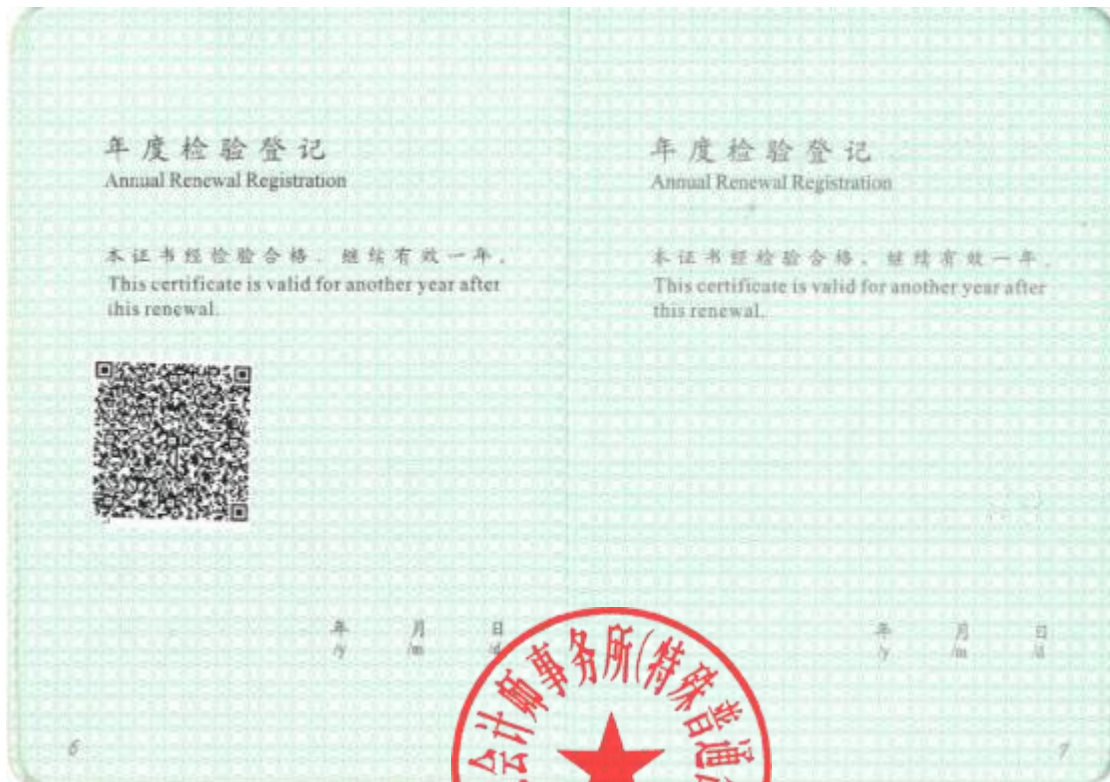 年度检验登记
Annual Renewal Registration
本证书经检验合格，继续有效一年。
This certificate is valid for another year after
this renewal.
年 月 日
/y /m /d
6
年度检验登记
Annual Renewal Registration
本证书经检验合格，继续有效一年。
This certificate is valid for another year after
this renewal.
年 月 日
/y /m /d
7
会计师事务所(特殊普通